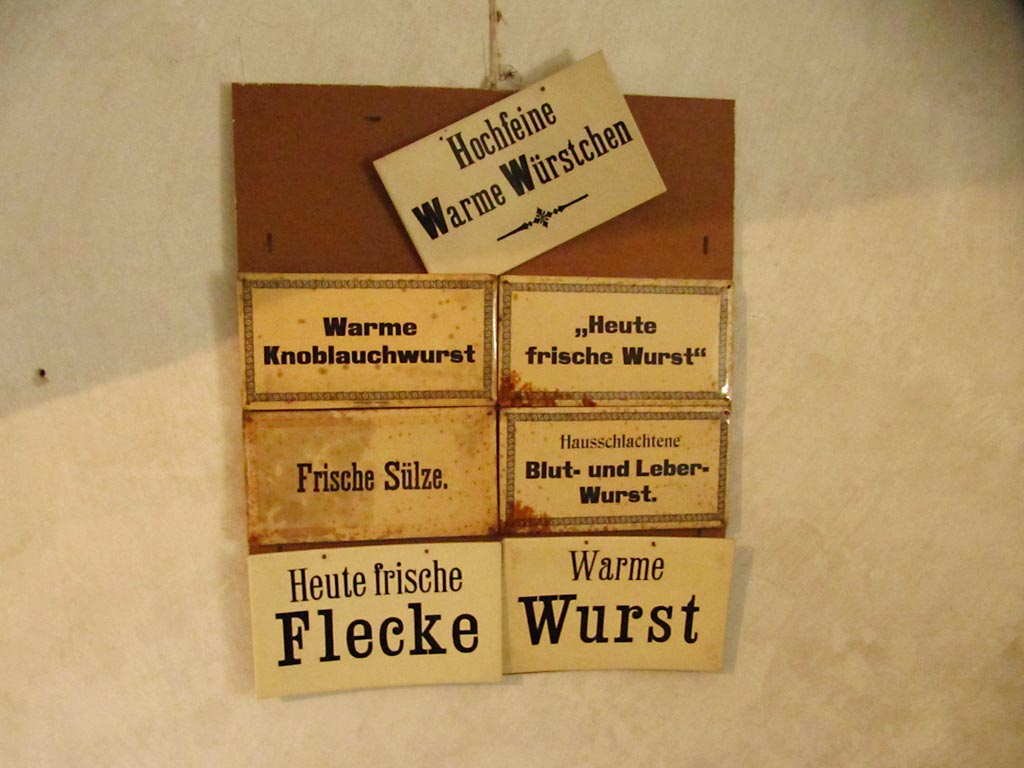 Hochfeine
Warme Würstchen
Warme
Knoblauchwurst
„Heute
frische Wurst“
Frische Sülze.
Hausschlachtene
Blut- und Leber-
Wurst.
Heute frische
Flecke
Warme
Wurst